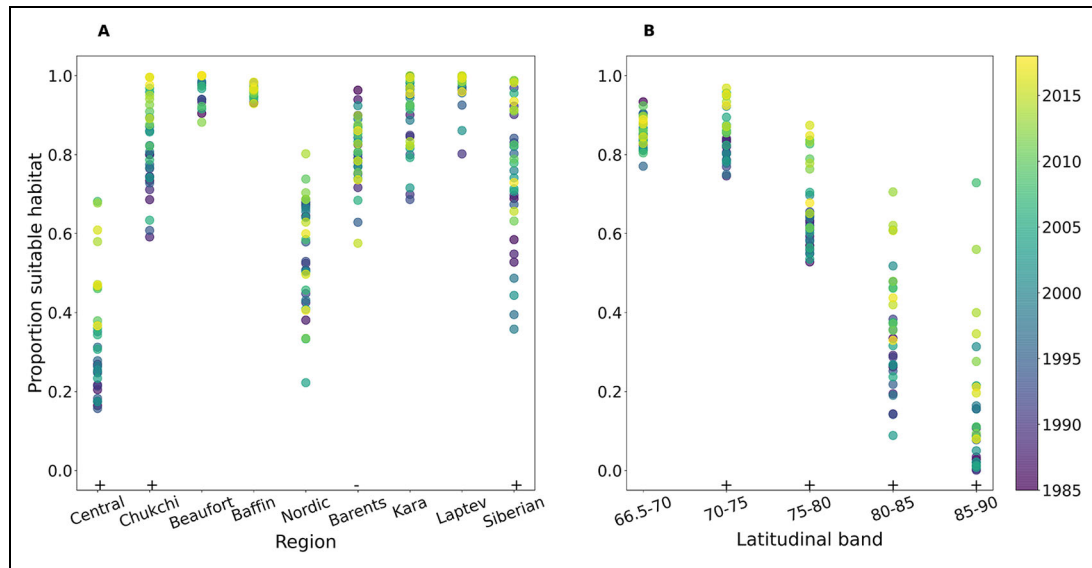 A
B
Proportion suitable habitat
1.0
0.8
0.6
0.4
0.2
0.0
+ + - +
Central Chukchi Beaufort Baffin Nordic Barents Kara Laptev Siberian
Region
1.0
0.8
0.6
0.4
0.2
0.0
+ + + +
66.5-70 70-75 75-80 80-85 85-90
Latitudinal band
2015
2010
2005
2000
1995
1990
1985